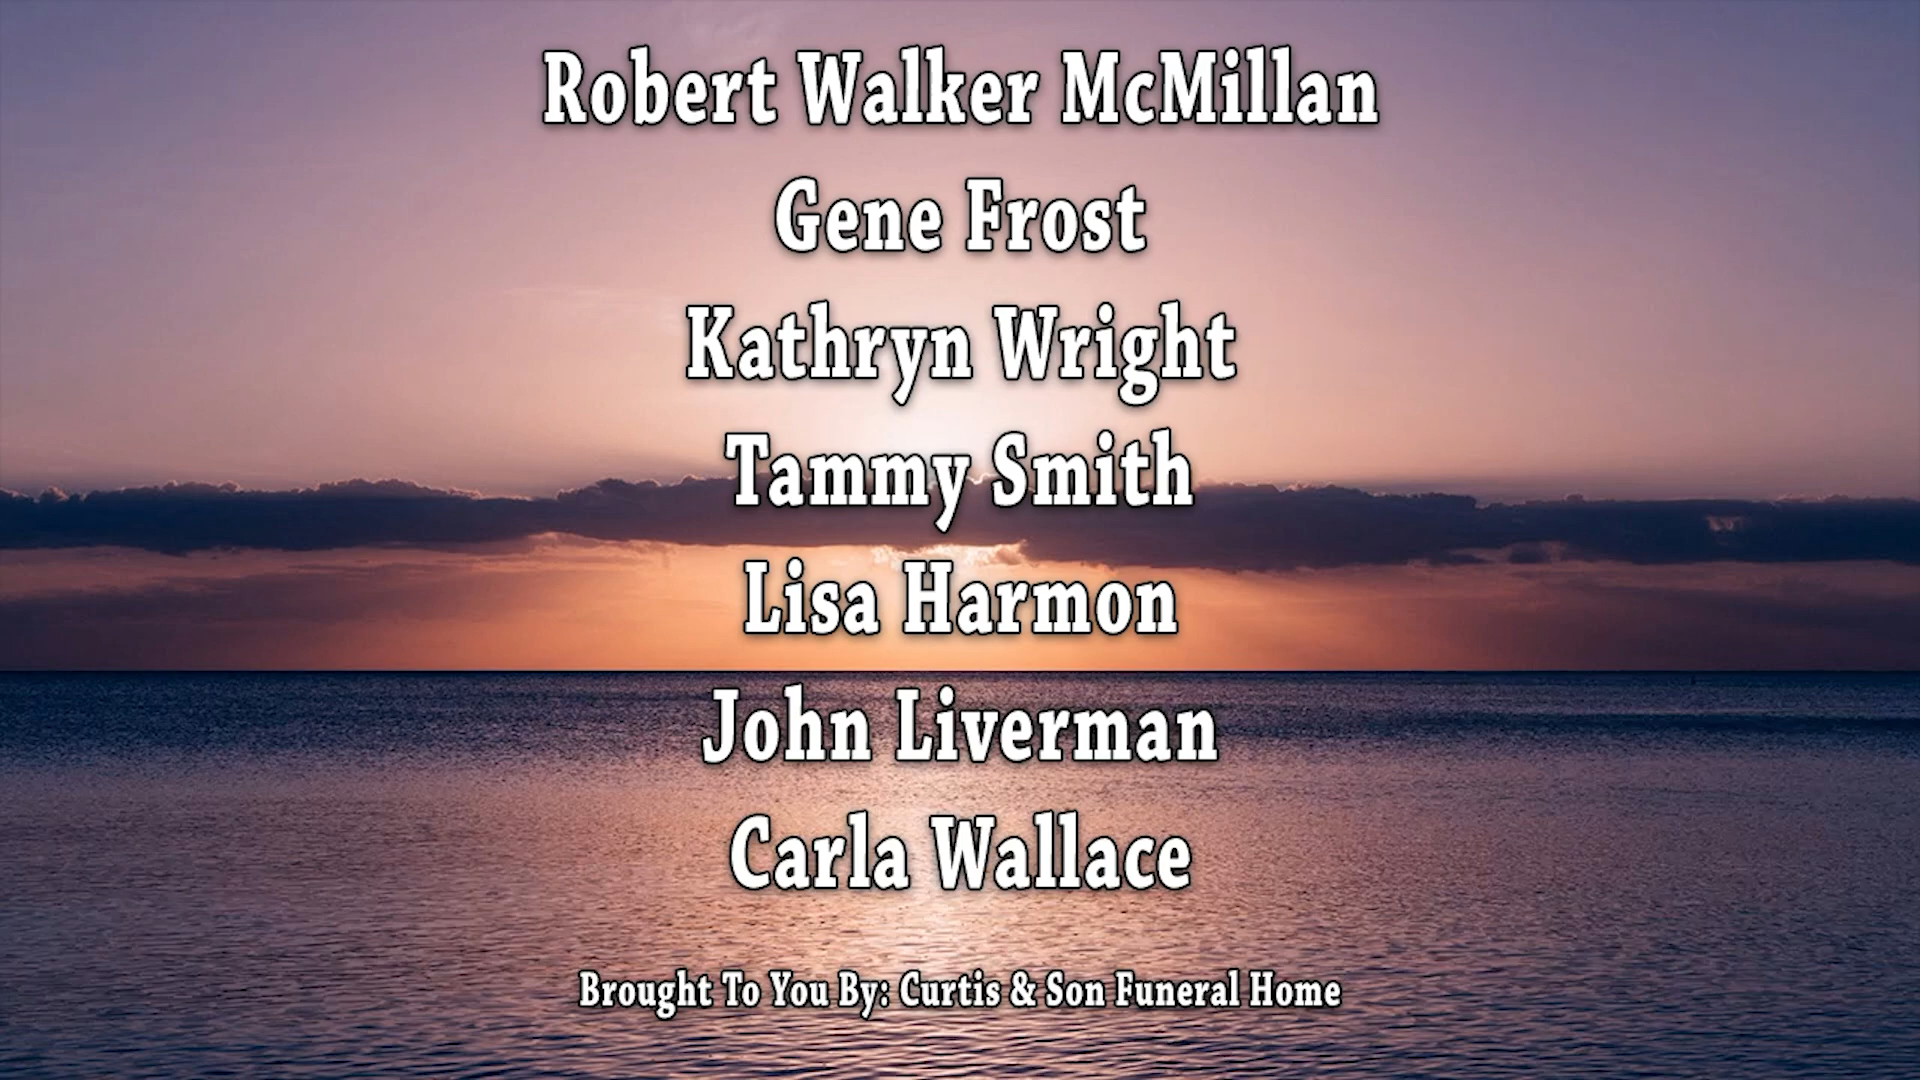 Robert Walker McMillan
Gene Frost
Kathryn Wright
Tammy Smith
Lisa Harmon
John Liverman
Carla Wallace
Brought To You By: Curtis & Son Funeral Home